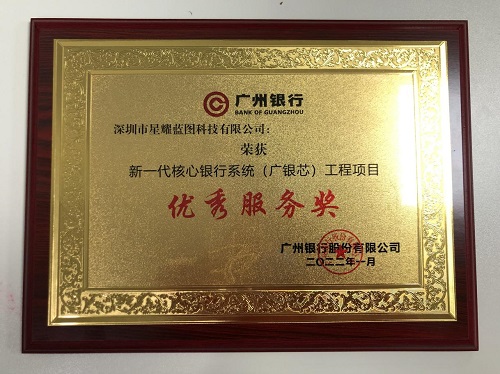 广州银行
BANK OF GUANGZHOU
深圳市星耀蓝图科技有限公司：
荣获
新一代核心银行系统（广银芯）工程项目
优秀服务奖
广州银行股份有限公司
二〇二二年一月